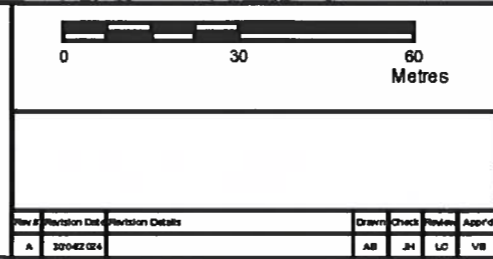 0 30 60
Metres
Rev # Revision Date Revision Details Drawn Check Review Appr'd
A 30042024 AB JH LC VB